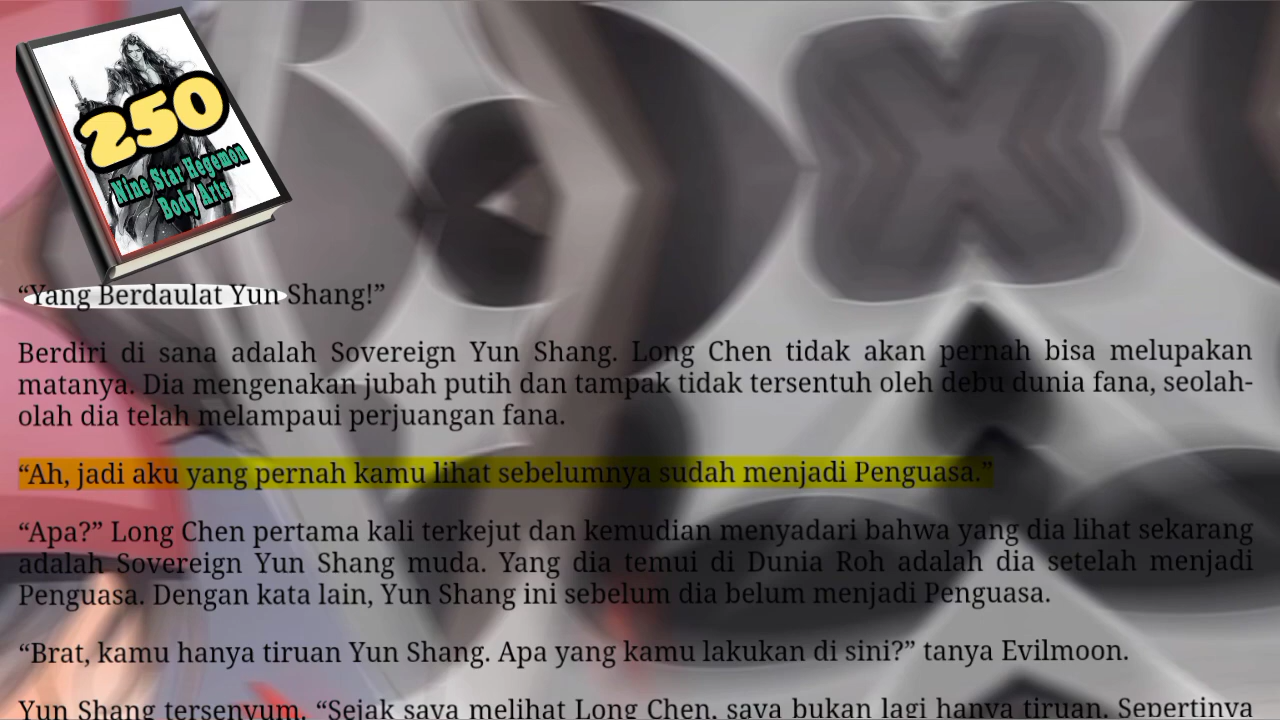 250
Nine Star Hegemon
Body Arts
“Yang Berdaulat Yun Shang!”
Berdiri di sana adalah Sovereign Yun Shang. Long Chen tidak akan pernah bisa melupakan
matanya. Dia mengenakan jubah putih dan tampak tidak tersentuh oleh debu dunia fana, seolah-
olah dia telah melampaui perjuangan fana.
“Ah, jadi aku yang pernah kamu lihat sebelumnya sudah menjadi Penguasa.”
“Apa?” Long Chen pertama kali terkejut dan kemudian menyadari bahwa yang dia lihat sekarang
adalah Sovereign Yun Shang muda. Yang dia temui di Dunia Roh adalah dia setelah menjadi
Penguasa. Dengan kata lain, Yun Shang ini sebelum dia belum menjadi Penguasa.
“Brat, kamu hanya tiruan Yun Shang. Apa yang kamu lakukan di sini?” tanya Evilmoon.
Yun Shang tersenyum. “Sejak saya melihat Long Chen, saya bukan lagi hanya tiruan. Sepertinya